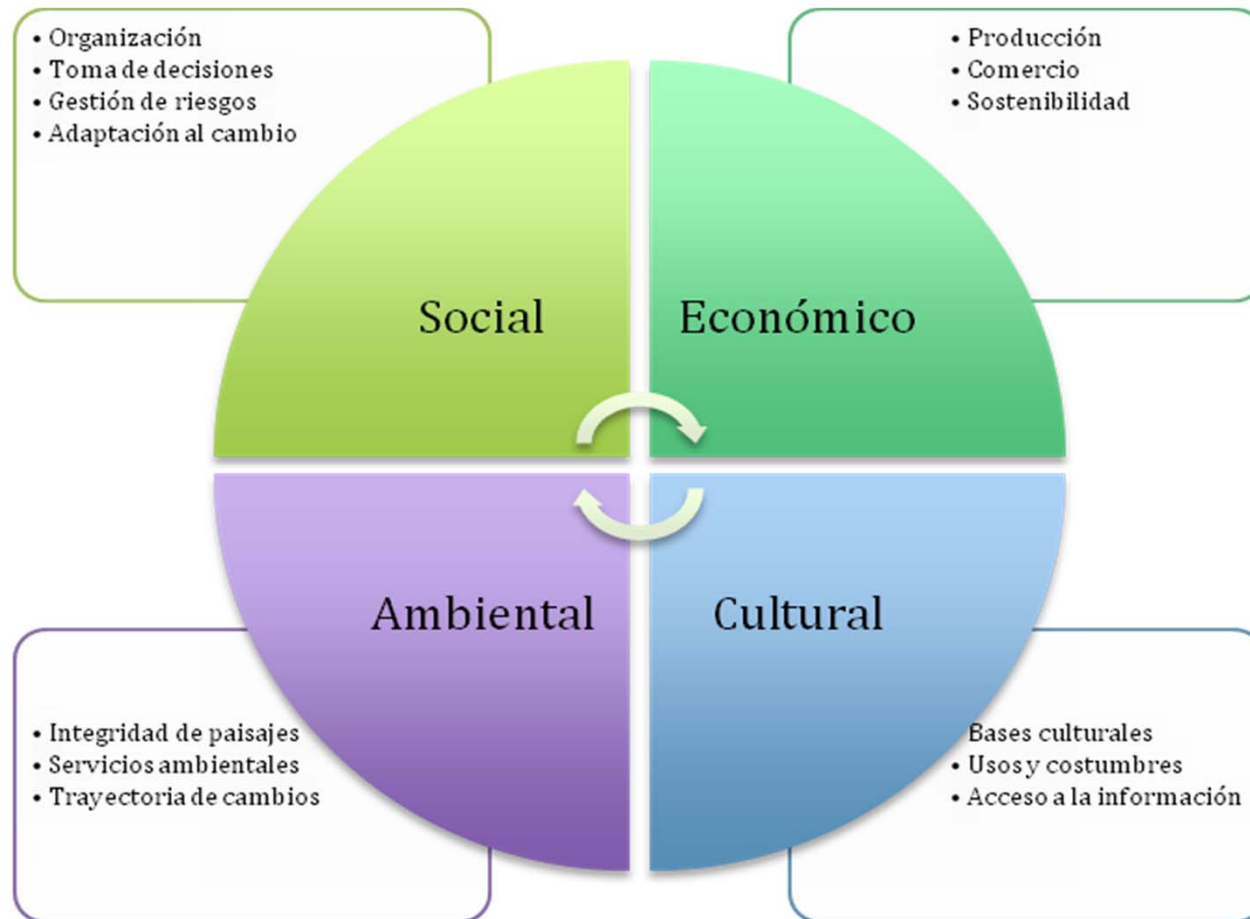 • Organización
• Toma de decisiones
• Gestión de riesgos
• Adaptación al cambio
• Producción
• Comercio
• Sostenibilidad
Social
Económico
Ambiental
Cultural
• Integridad de paisajes
• Servicios ambientales
• Trayectoria de cambios
Bases culturales
• Usos y costumbres
• Acceso a la información